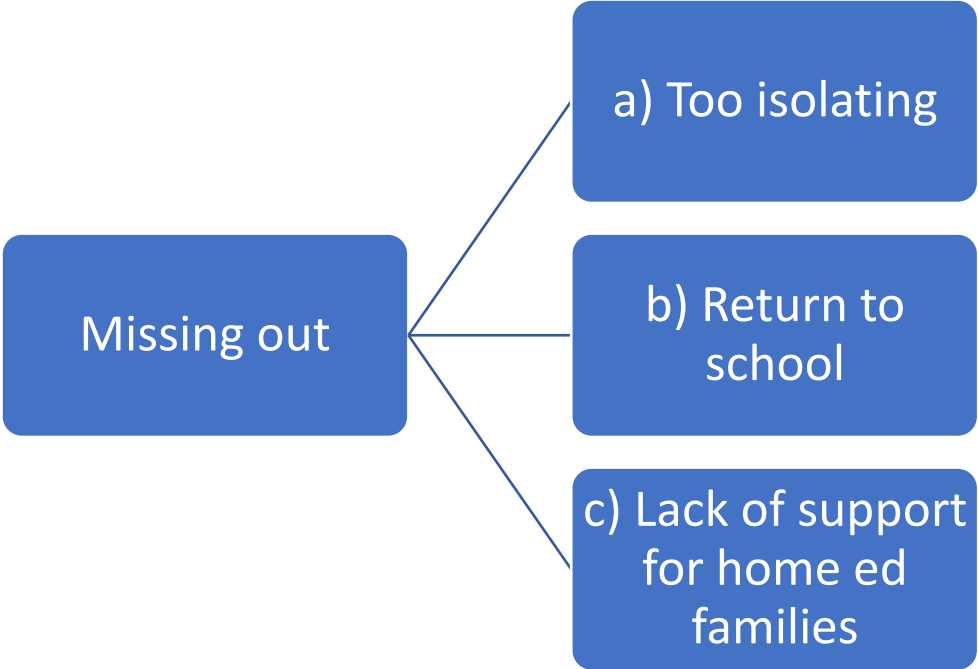 Missing out
a) Too isolating
b) Return to
school
c) Lack of support
for home ed
families